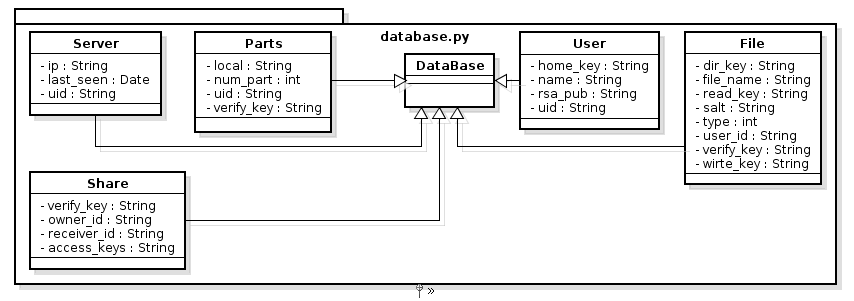 database.py
Server
- ip : String
- last_seen : Date
- uid : String
Parts
- local : String
- num_part : int
- uid : String
- verify_key : String
DataBase
User
- home_key : String
- name : String
- rsa_pub : String
- uid : String
File
- dir_key : String
- file_name : String
- read_key : String
- salt : String
- type : int
- user_id : String
- verify_key : String
- wirte_key : String
Share
- verify_key : String
- owner_id : String
- receiver_id : String
- access_keys : String
»